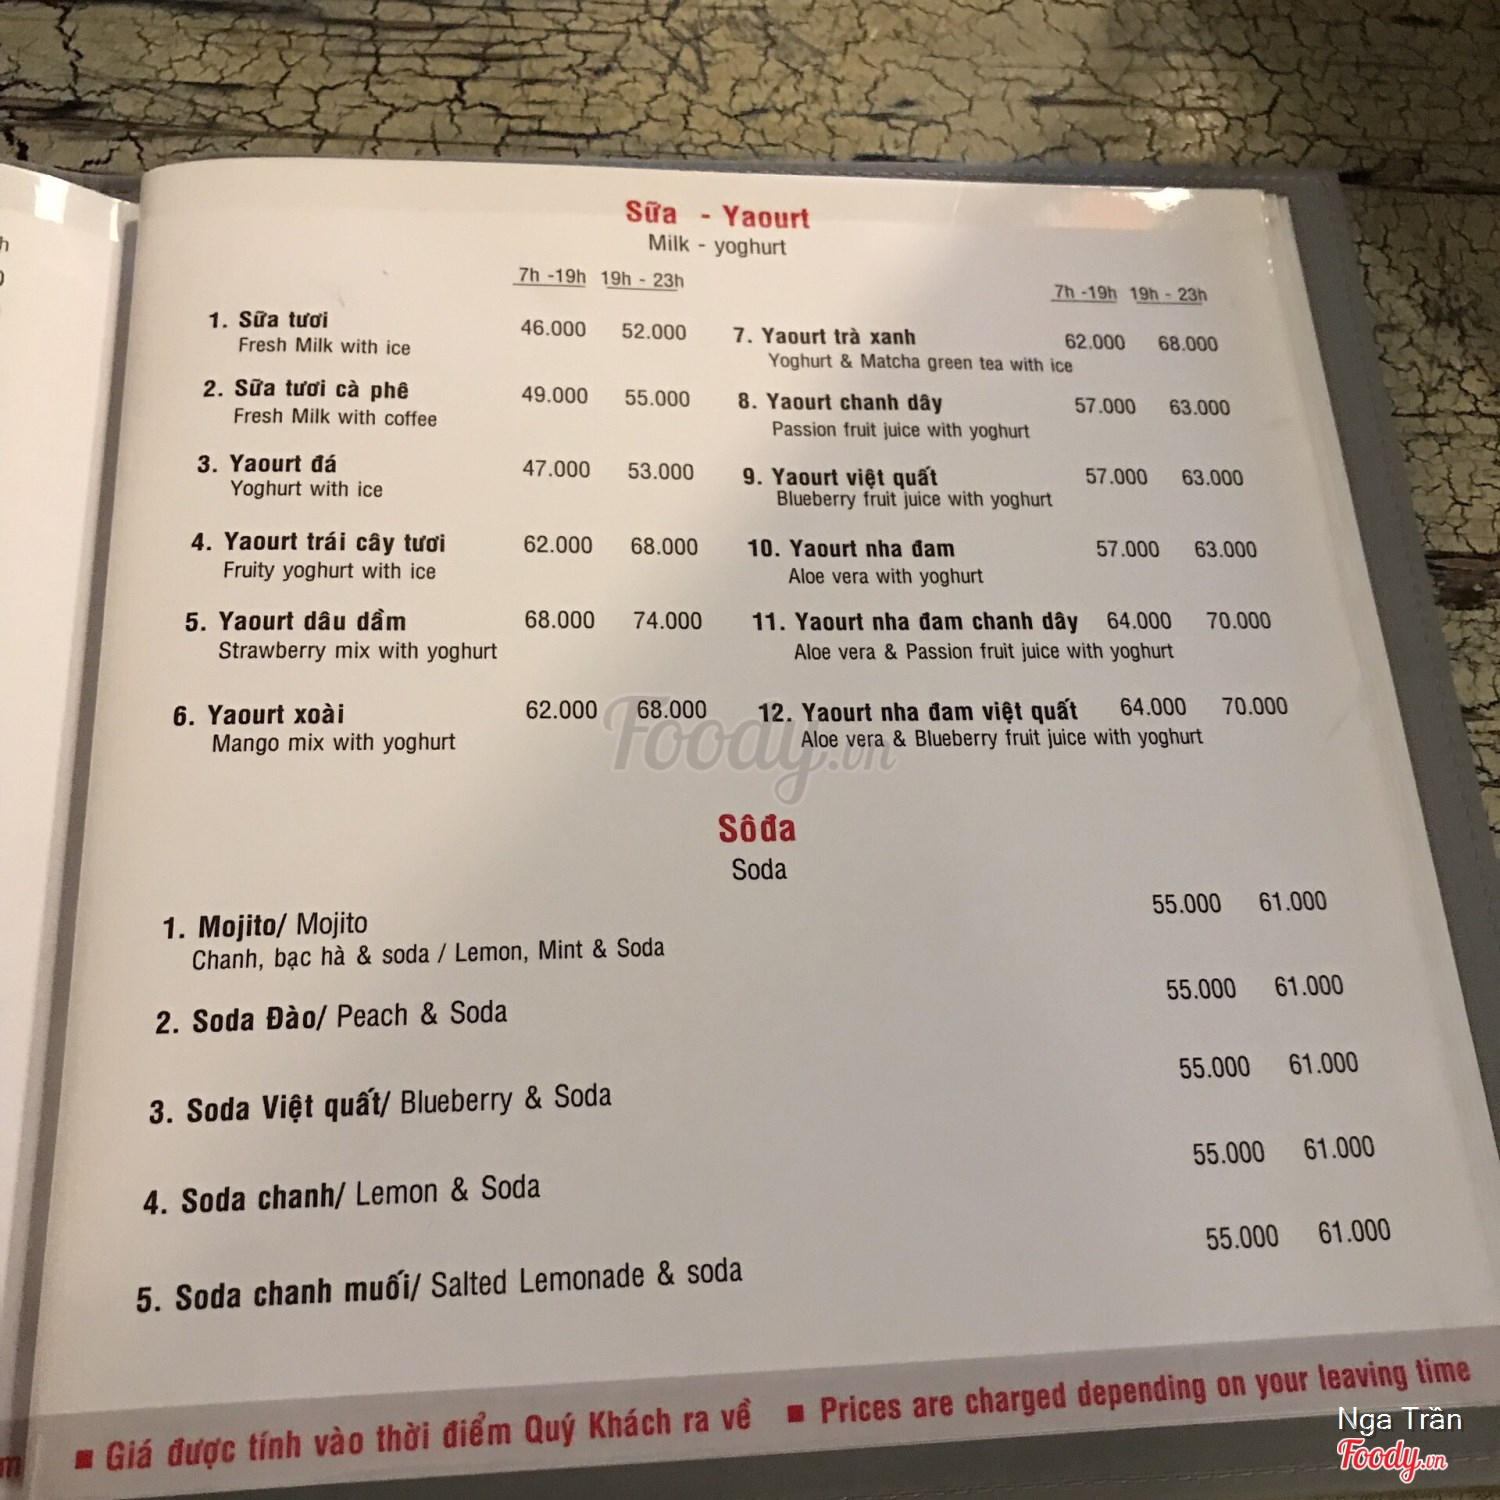 Sữa - Yaourt
Milk - yoghurt
7h -19h 19h - 23h
1. Sữa tươi 46.000 52.000
Fresh Milk with ice
2. Sữa tươi cà phê 49.000 55.000
Fresh Milk with coffee
3. Yaourt đá 47.000 53.000
Yoghurt with ice
4. Yaourt trái cây tươi 62.000 68.000
Fruity yoghurt with ice
5. Yaourt dâu dầm 68.000 74.000
Strawberry mix with yoghurt
6. Yaourt xoài 62.000 68.000
Mango mix with yoghurt
7h -19h 19h - 23h
7. Yaourt trà xanh 62.000 68.000
Yoghurt & Matcha green tea with ice
8. Yaourt chanh dây 57.000 63.000
Passion fruit juice with yoghurt
9. Yaourt việt quất 57.000 63.000
Blueberry fruit juice with yoghurt
10. Yaourt nha đam 57.000 63.000
Aloe vera with yoghurt
11. Yaourt nha đam chanh dây 64.000 70.000
Aloe vera & Passion fruit juice with yoghurt
12. Yaourt nha đam việt quất 64.000 70.000
Aloe vera & Blueberry fruit juice with yoghurt
Foody.vn
Sôđa
Soda
1. Mojito/ Mojito 55.000 61.000
Chanh, bạc hà & soda / Lemon, Mint & Soda
2. Soda Đào/ Peach & Soda 55.000 61.000
3. Soda Việt quất/ Blueberry & Soda 55.000 61.000
4. Soda chanh/ Lemon & Soda 55.000 61.000
5. Soda chanh muối/ Salted Lemonade & soda 55.000 61.000
■ Giá được tính vào thời điểm Quý Khách ra về ■ Prices are charged depending on your leaving time
Nga Trần
Foody.vn